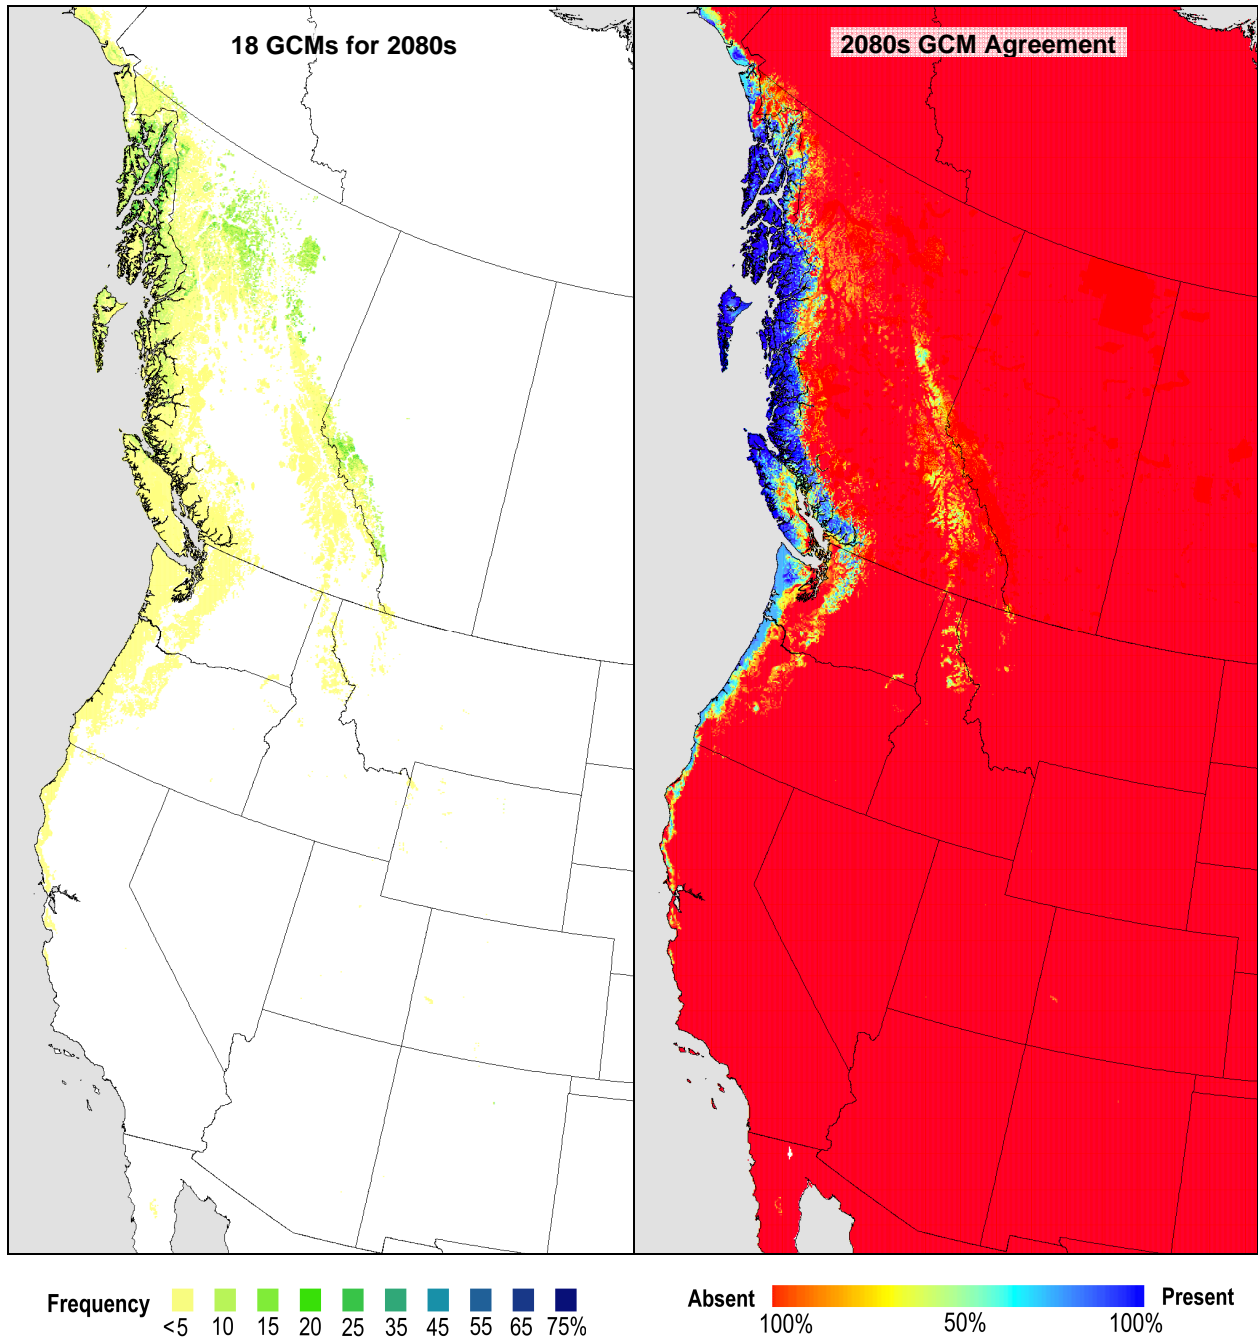 18 GCMs for 2080s
2080s GCM Agreement
Frequency
<5 10 15 20 25 35 45 55 65 75%
Absent Present
100% 50% 100%